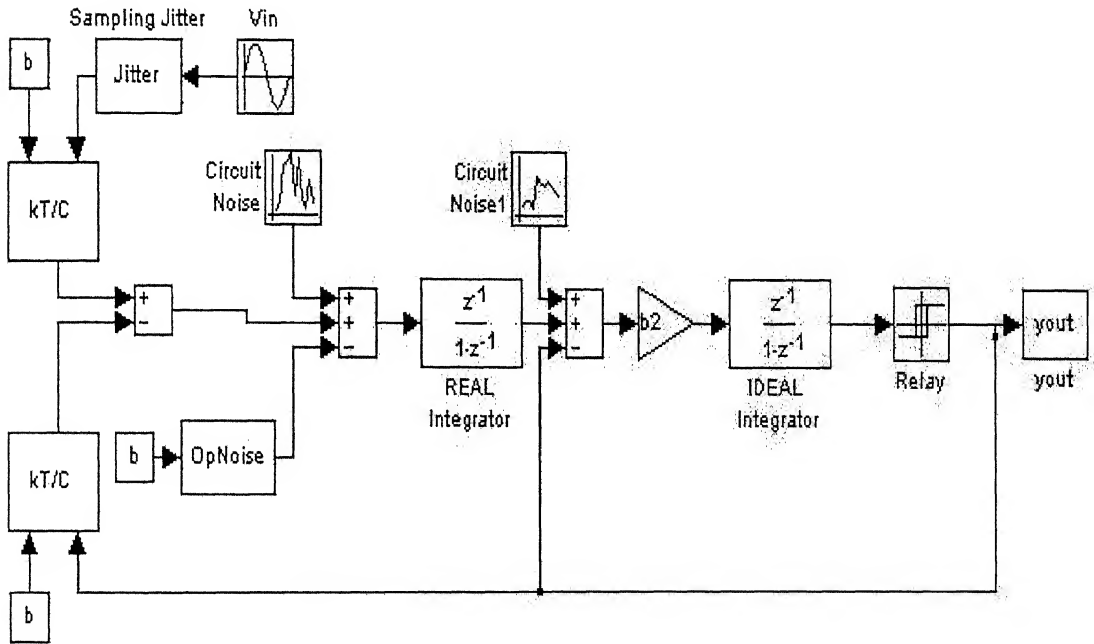 Sampling Jitter
Vin
b
Jitter
kT/C
Circuit
Noise
Circuit
Noise1
+
−
+
+
−
z-1
1-z-1
REAL
Integrator
+
+
−
b2
z-1
1-z-1
IDEAL
Integrator
Relay
yout
yout
kT/C
b
OpNoise
b